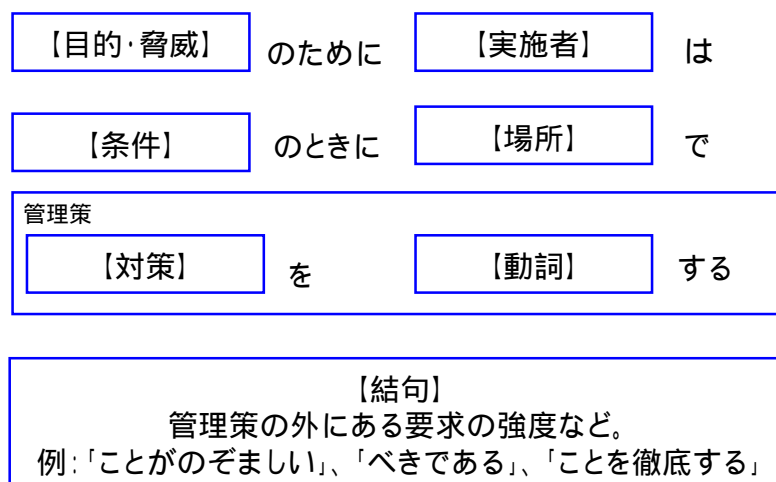 【目的・脅威】 のために 【実施者】 は
【条件】 のときに 【場所】 で
管理策
【対策】 を 【動詞】 する
【結句】
管理策の外にある要求の強度など。
例：「ことがのぞましい」、「べきである」、「ことを徹底する」